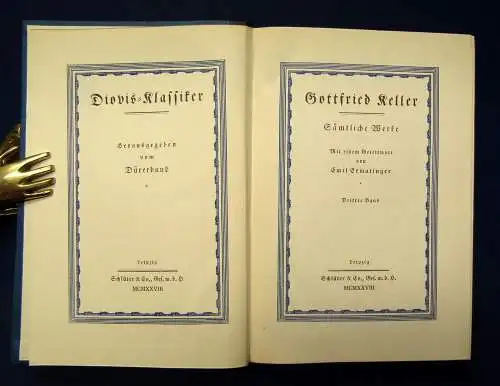 Diovis-Klassiker
Herausgegeben
vom
Dürerbund
Leipzig
Schlüter & Co., Ges. m. b. H.
MCMXXVIII
Gottfried Keller
Sämtliche Werke
Mit einem Geleitwort
von
Emil Ermatinger
Dritter Band
Leipzig
Schlüter & Co., Ges. m. b. H.
MCMXXVIII